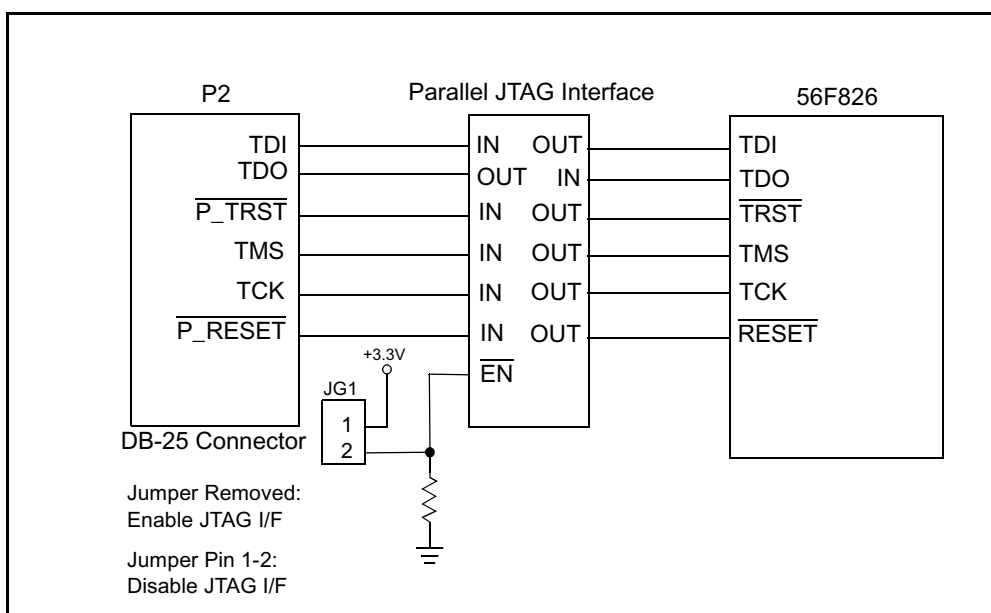 P2
Parallel JTAG Interface
56F826
TDI
IN OUT
TDI
TDO
OUT IN
TDO
P_TRST
IN OUT
TRST
TMS
IN OUT
TMS
TCK
IN OUT
TCK
P_RESET
IN OUT
RESET
+3.3V
EN
JG1
1
2
DB-25 Connector
Jumper Removed:
Enable JTAG I/F
Jumper Pin 1-2:
Disable JTAG I/F